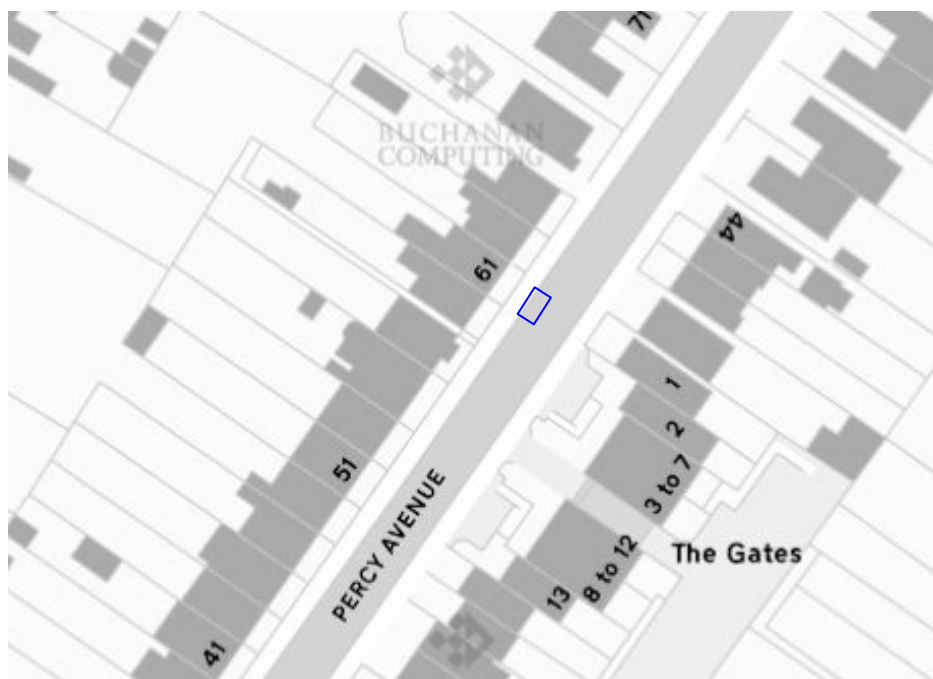 71
BUCHANAN
COMPUTING
44
61
1
2
51
3 to 7
PERCY AVENUE
The Gates
8 to 12
13
41